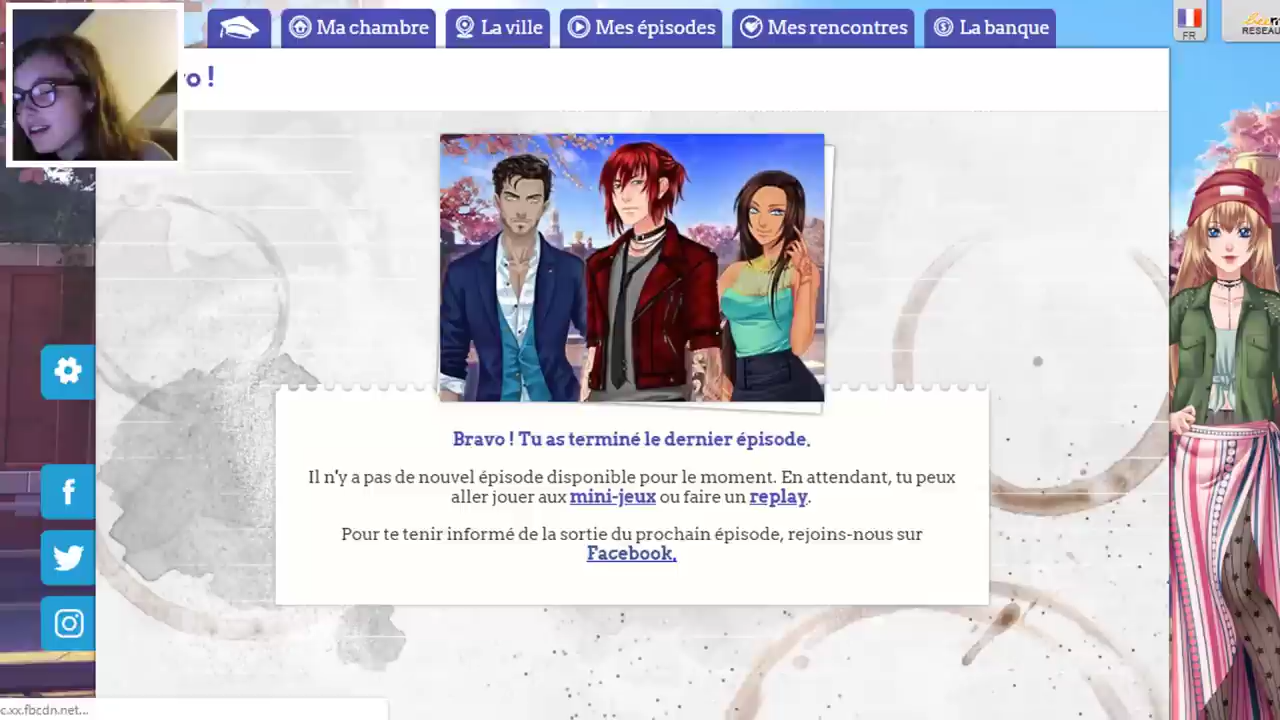 Ma chambre
La ville
Mes épisodes
Mes rencontres
La banque
FR
RESEAU
o !
Bravo ! Tu as terminé le dernier épisode.
Il n'y a pas de nouvel épisode disponible pour le moment. En attendant, tu peux
aller jouer aux mini-jeux ou faire un replay.
Pour te tenir informé de la sortie du prochain épisode, rejoins-nous sur
Facebook.
c.xx.fbcdn.net...